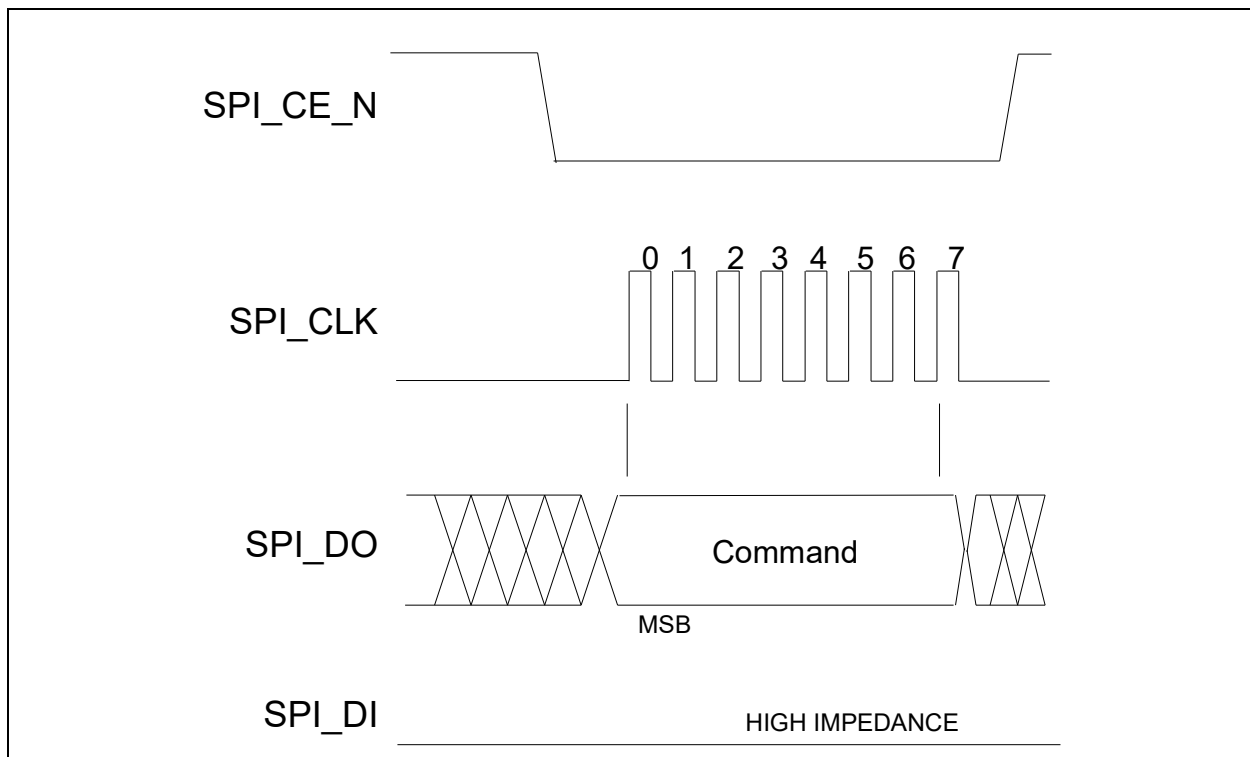 SPI_CE_N
0 1 2 3 4 5 6 7
SPI_CLK
SPI_DO
Command
MSB
SPI_DI
HIGH IMPEDANCE